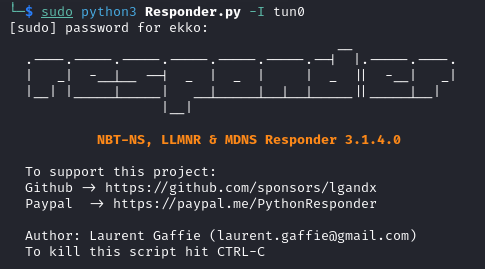 └─$ sudo python3 Responder.py -I tun0
[sudo] password for ekko:
NBT-NS, LLMNR & MDNS Responder 3.1.4.0
To support this project:
Github -> https://github.com/sponsors/lgandx
Paypal  -> https://paypal.me/PythonResponder
Author: Laurent Gaffie (laurent.gaffie@gmail.com)
To kill this script hit CTRL-C